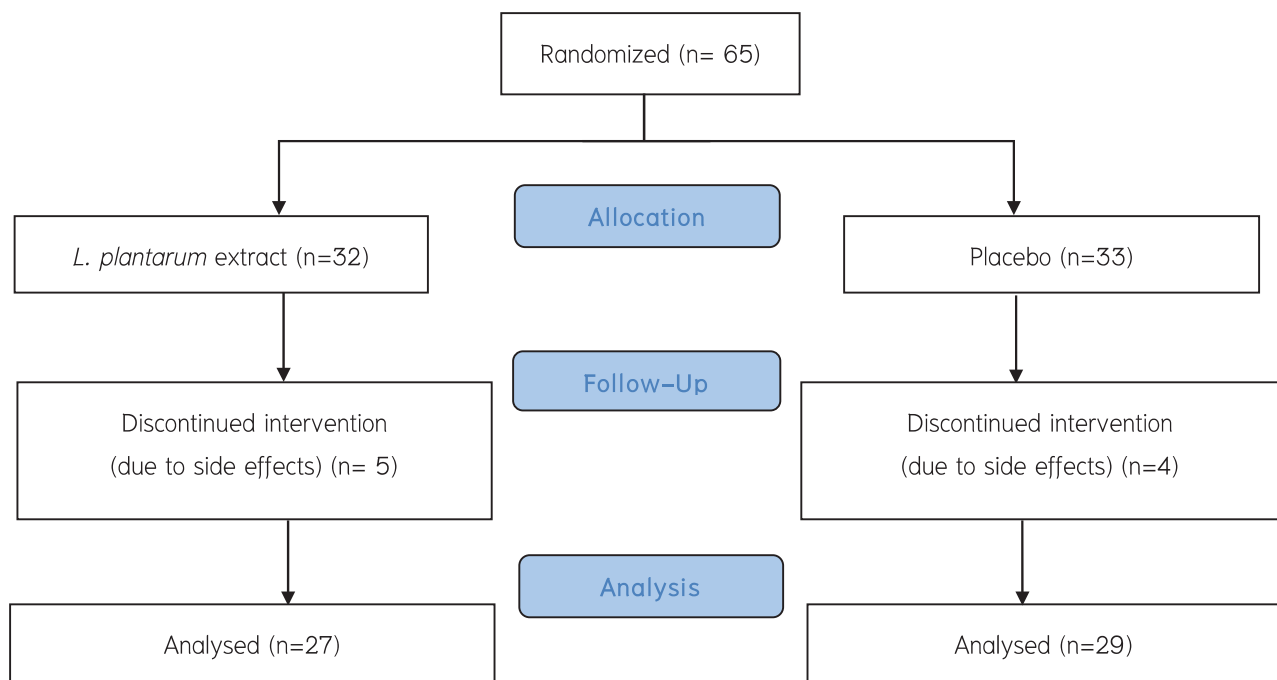 Randomized (n= 65)
Allocation
L. plantarum extract (n=32)
Placebo (n=33)
Follow-Up
Discontinued intervention
(due to side effects) (n= 5)
Discontinued intervention
(due to side effects) (n=4)
Analysis
Analysed (n=27)
Analysed (n=29)